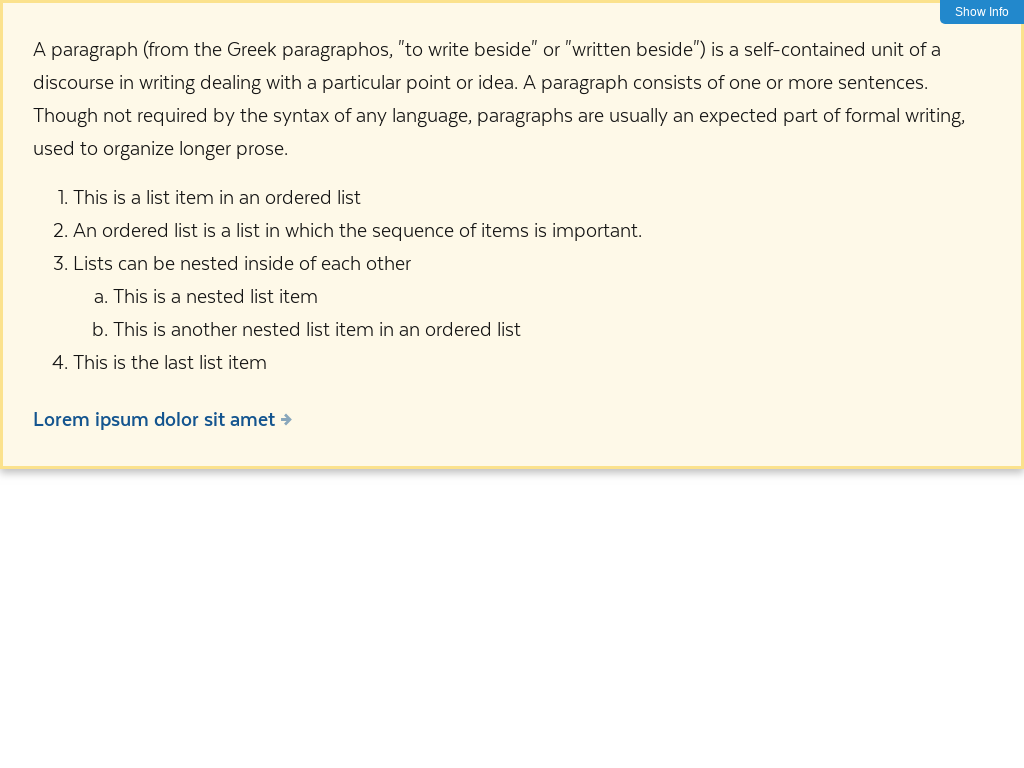 Show Info
A paragraph (from the Greek paragraphos, "to write beside" or "written beside") is a self-contained unit of a
discourse in writing dealing with a particular point or idea. A paragraph consists of one or more sentences.
Though not required by the syntax of any language, paragraphs are usually an expected part of formal writing,
used to organize longer prose.
1. This is a list item in an ordered list
2. An ordered list is a list in which the sequence of items is important.
3. Lists can be nested inside of each other
a. This is a nested list item
b. This is another nested list item in an ordered list
4. This is the last list item
Lorem ipsum dolor sit amet